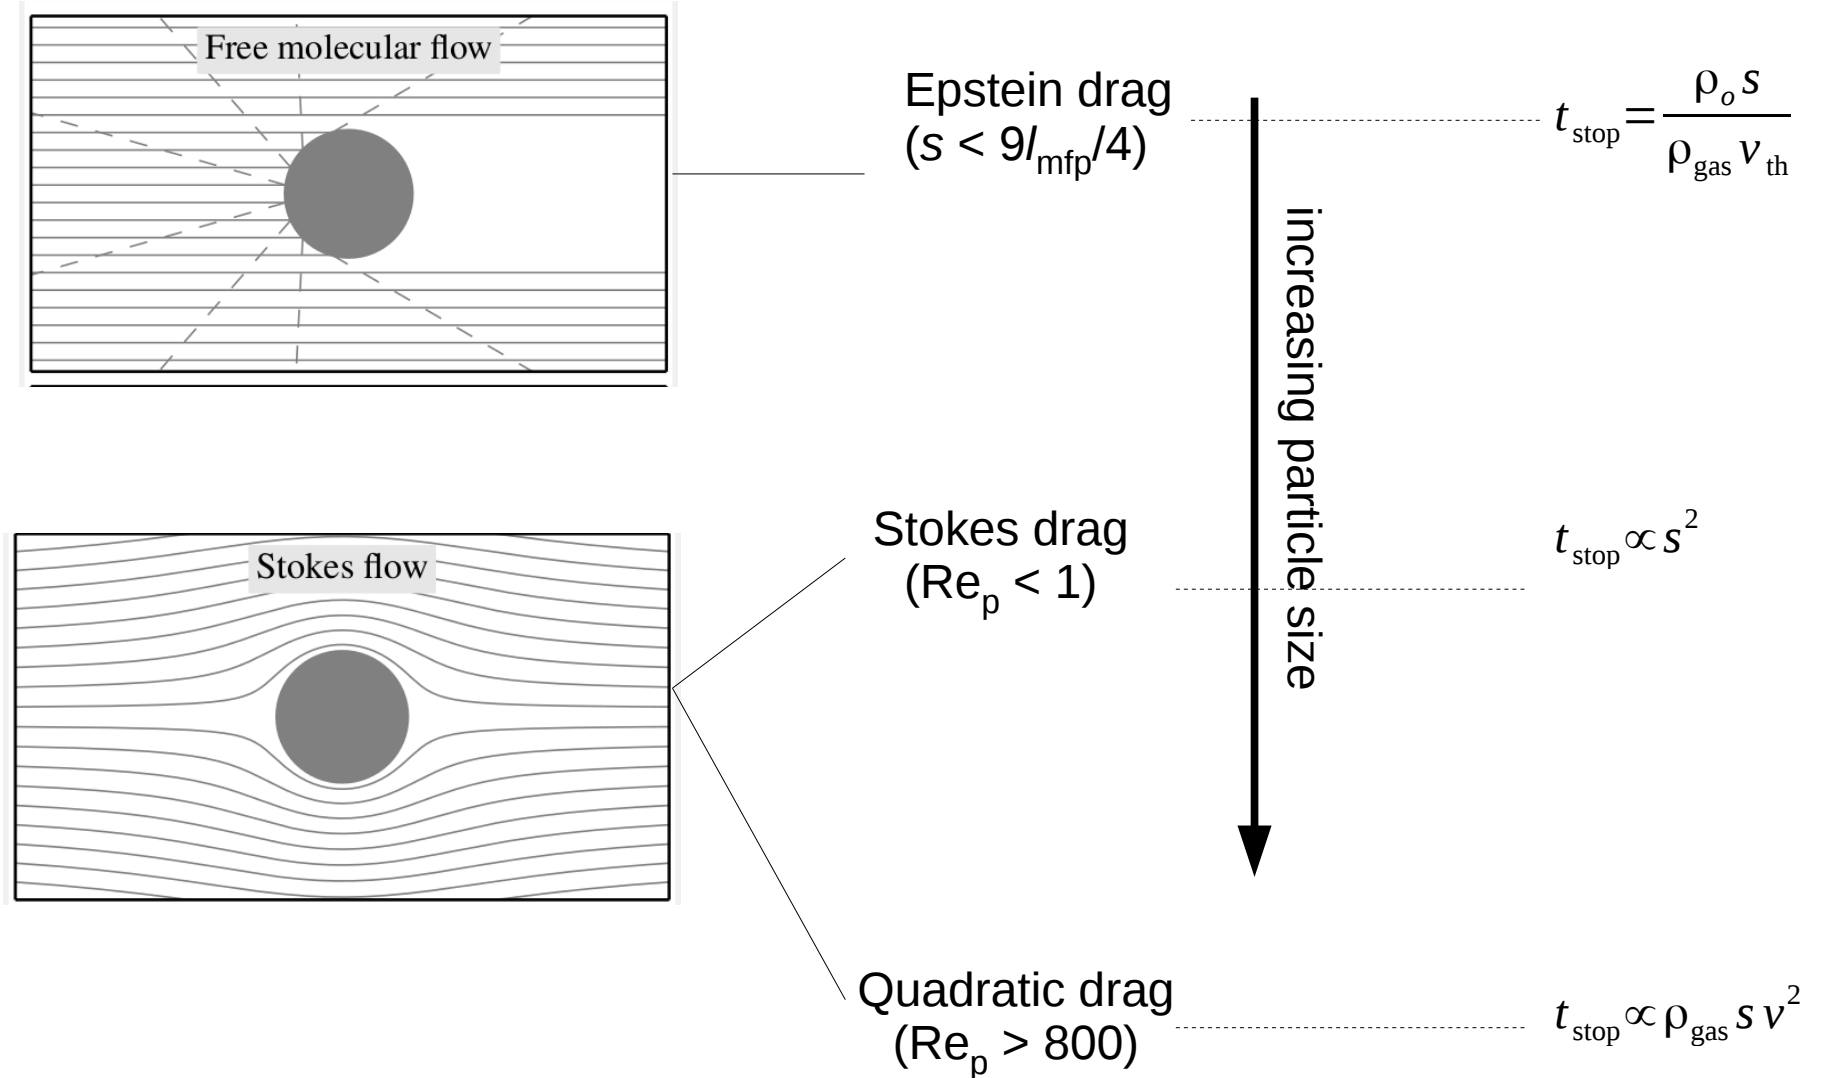 Free molecular flow
Epstein drag
(s < 9l_mfp/4)
t_stop = ρ_o s / ρ_gas v_th
increasing particle size
Stokes flow
Stokes drag
(Re_p < 1)
t_stop ∝ s^2
Quadratic drag
(Re_p > 800)
t_stop ∝ ρ_gas s v^2